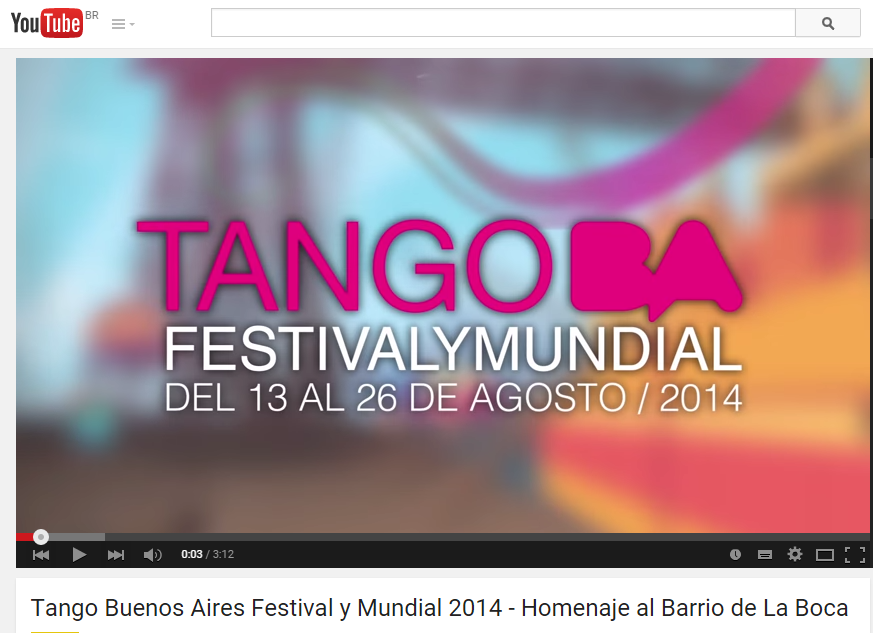 YouTube BR
TANGO BA
FESTIVALYMUNDIAL
DEL 13 AL 26 DE AGOSTO / 2014
0:03 / 3:12
Tango Buenos Aires Festival y Mundial 2014 - Homenaje al Barrio de La Boca